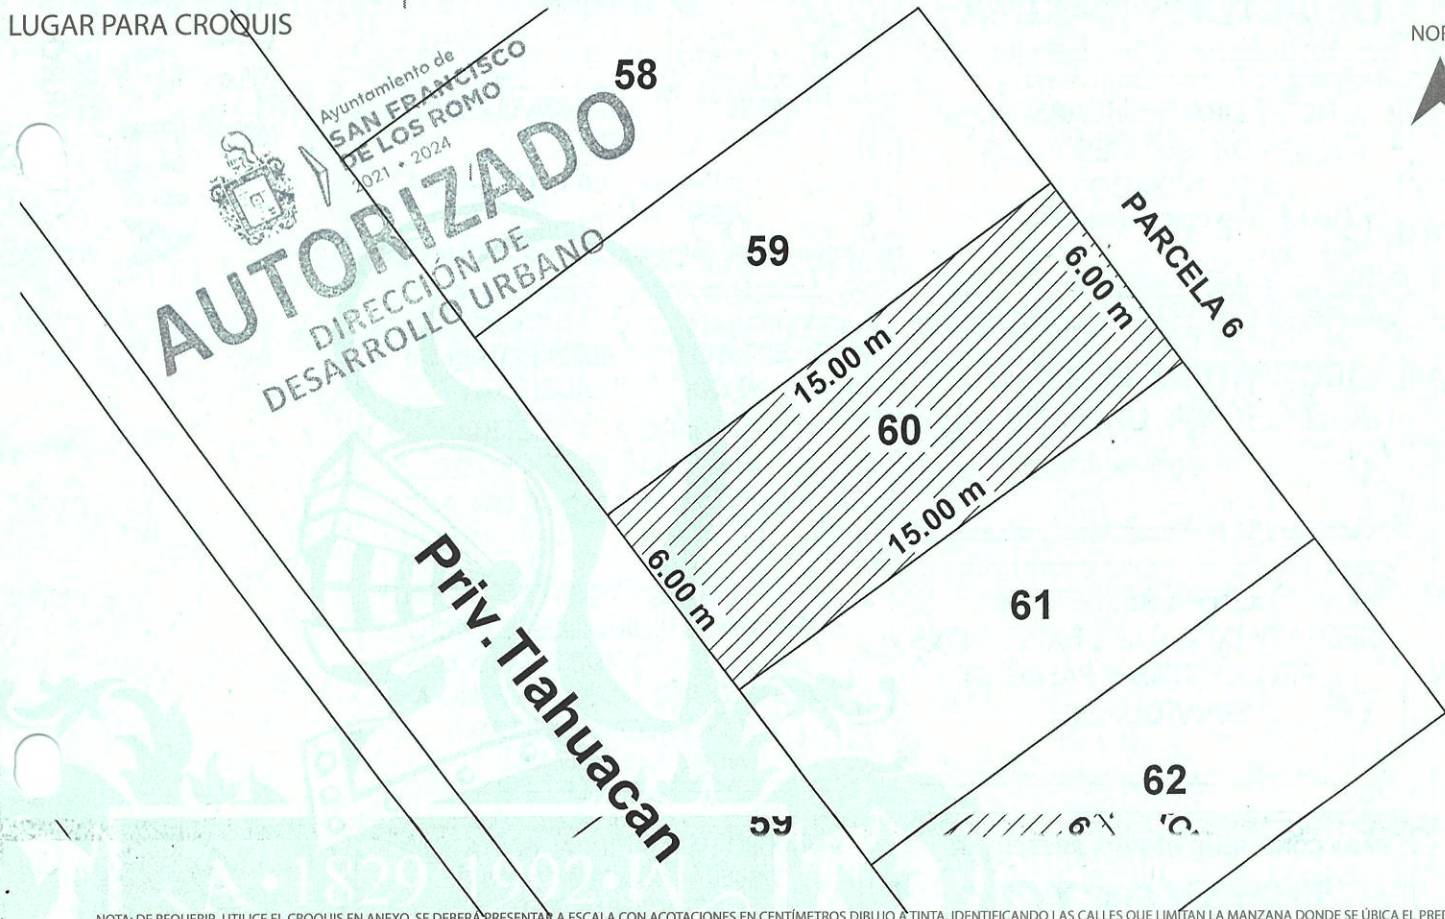 LUGAR PARA CROQUIS
Ayuntamiento de
SAN FRANCISCO
DE LOS ROMO
2021 • 2024
AUTORIZADO
DIRECCIÓN DE
DESARROLLO URBANO
58
59
PARCELA 6
6.00 m
15.00 m
60
15.00 m
6.00 m
61
Priv. Tlahuacan
62
59
1829 1902
NOTA: DE REQUERIR, UTILICE EL CROQUIS EN ANEXO, SE DEBERÁ PRESENTAR A ESCALA CON ACOTACIONES EN CENTÍMETROS DIBUJO A TINTA, IDENTIFICANDO LAS CALLES QUE LIMITAN LA MANZANA DONDE SE ÚBICA EL